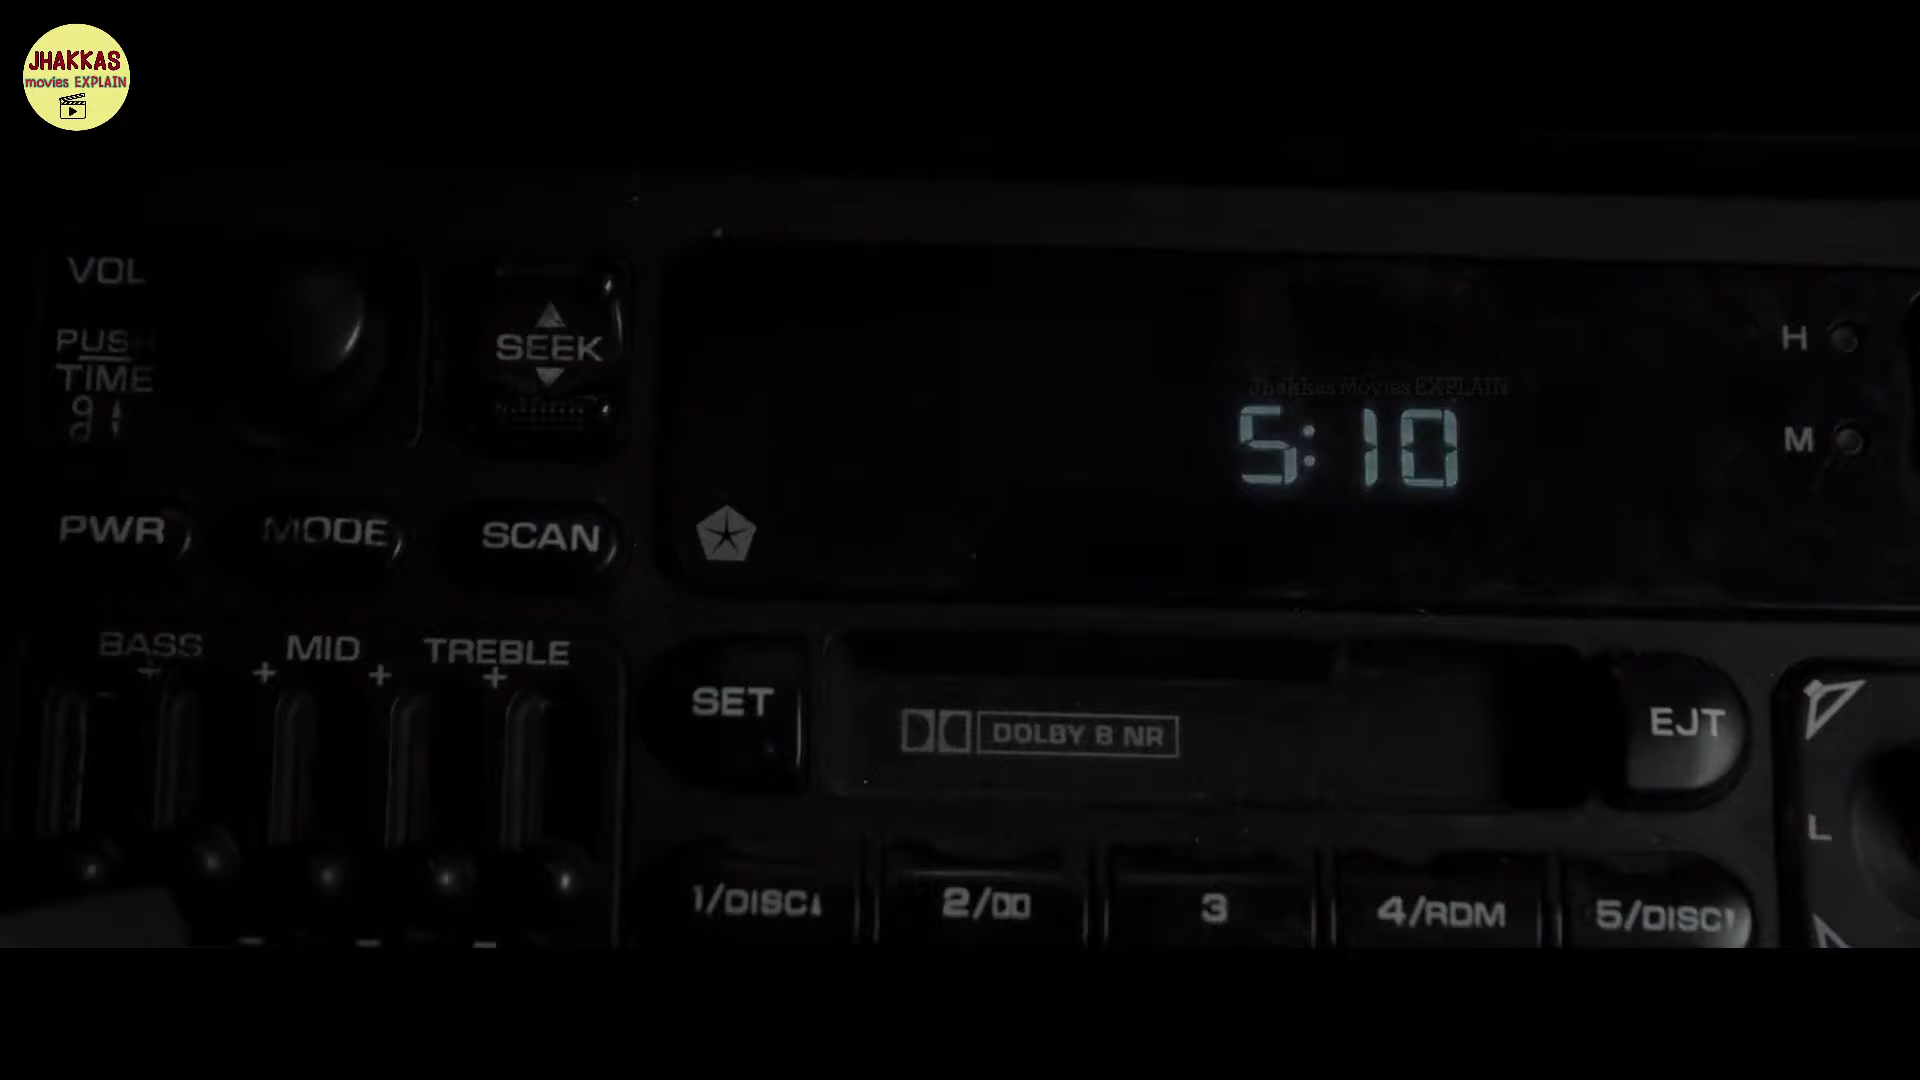 JHAKKAS
movies EXPLAIN
VOL
PUSH
TIME
SEEK
Jhakkas Movies EXPLAIN
5:10
H
M
PWR
MODE
SCAN
BASS
MID
TREBLE
+ + + +
SET
DOLBY B NR
EJT
L
1/DISC
2/
3
4/RDM
5/DISC